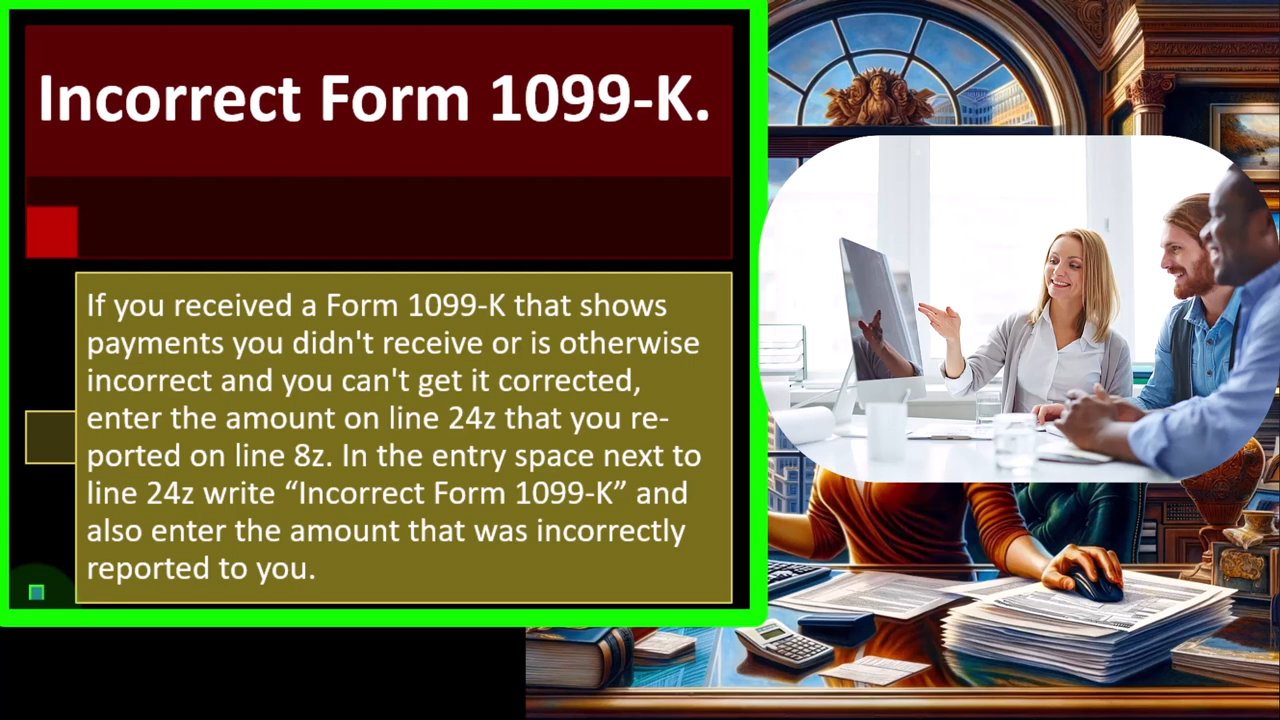 Incorrect Form 1099-K.
If you received a Form 1099-K that shows
payments you didn't receive or is otherwise
incorrect and you can't get it corrected,
enter the amount on line 24z that you re-
ported on line 8z. In the entry space next to
line 24z write “Incorrect Form 1099-K” and
also enter the amount that was incorrectly
reported to you.